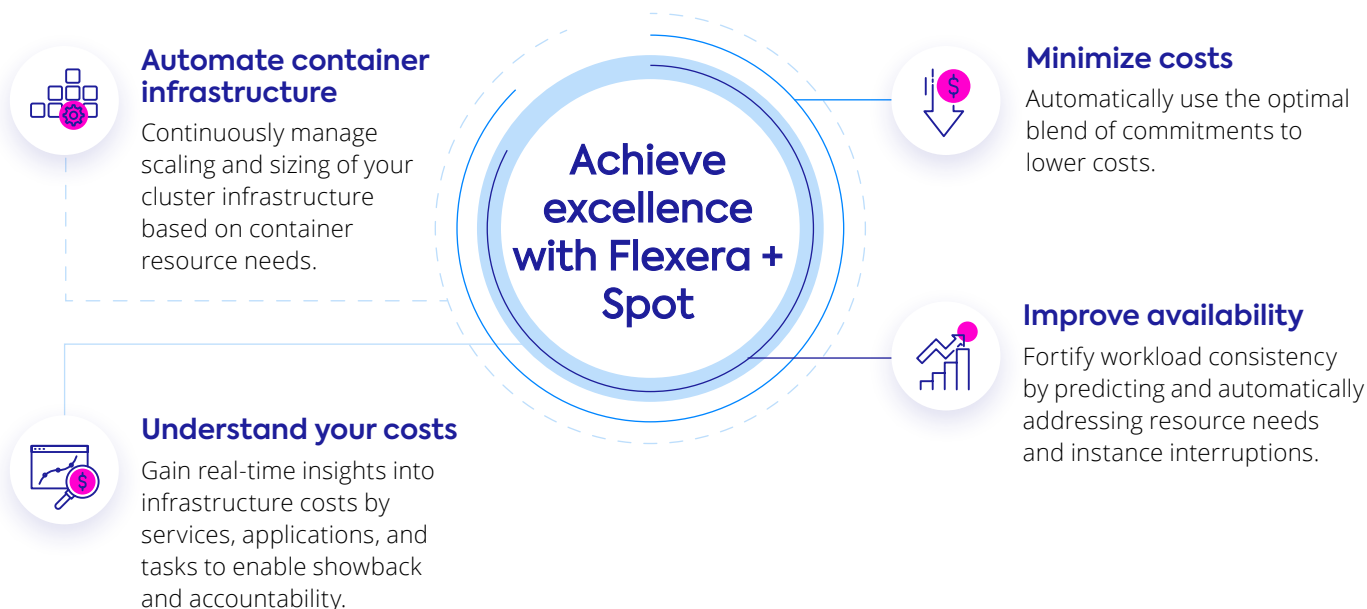 Automate container
infrastructure
Continuously manage
scaling and sizing of your
cluster infrastructure
based on container
resource needs.
Understand your costs
Gain real-time insights into
infrastructure costs by
services, applications, and
tasks to enable showback
and accountability.
Achieve
excellence
with Flexera +
Spot
Minimize costs
Automatically use the optimal
blend of commitments to
lower costs.
Improve availability
Fortify workload consistency
by predicting and automatically
addressing resource needs
and instance interruptions.
$
$